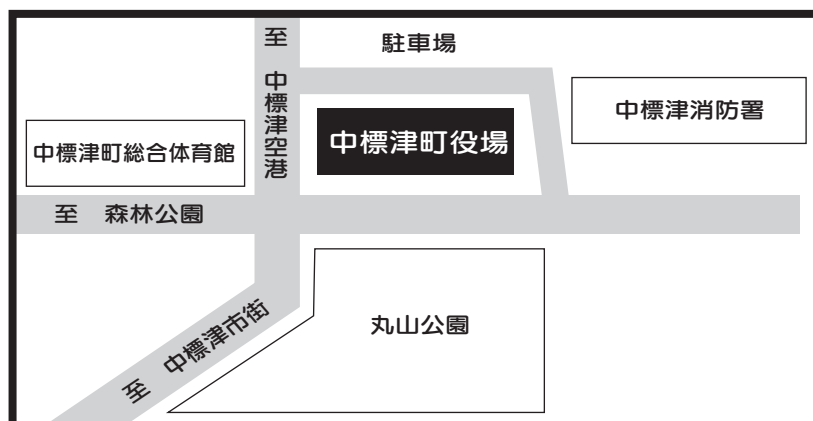 至 中標津空港
駐車場
中標津消防署
中標津町役場
中標津町総合体育館
至 森林公園
丸山公園
至 中標津市街